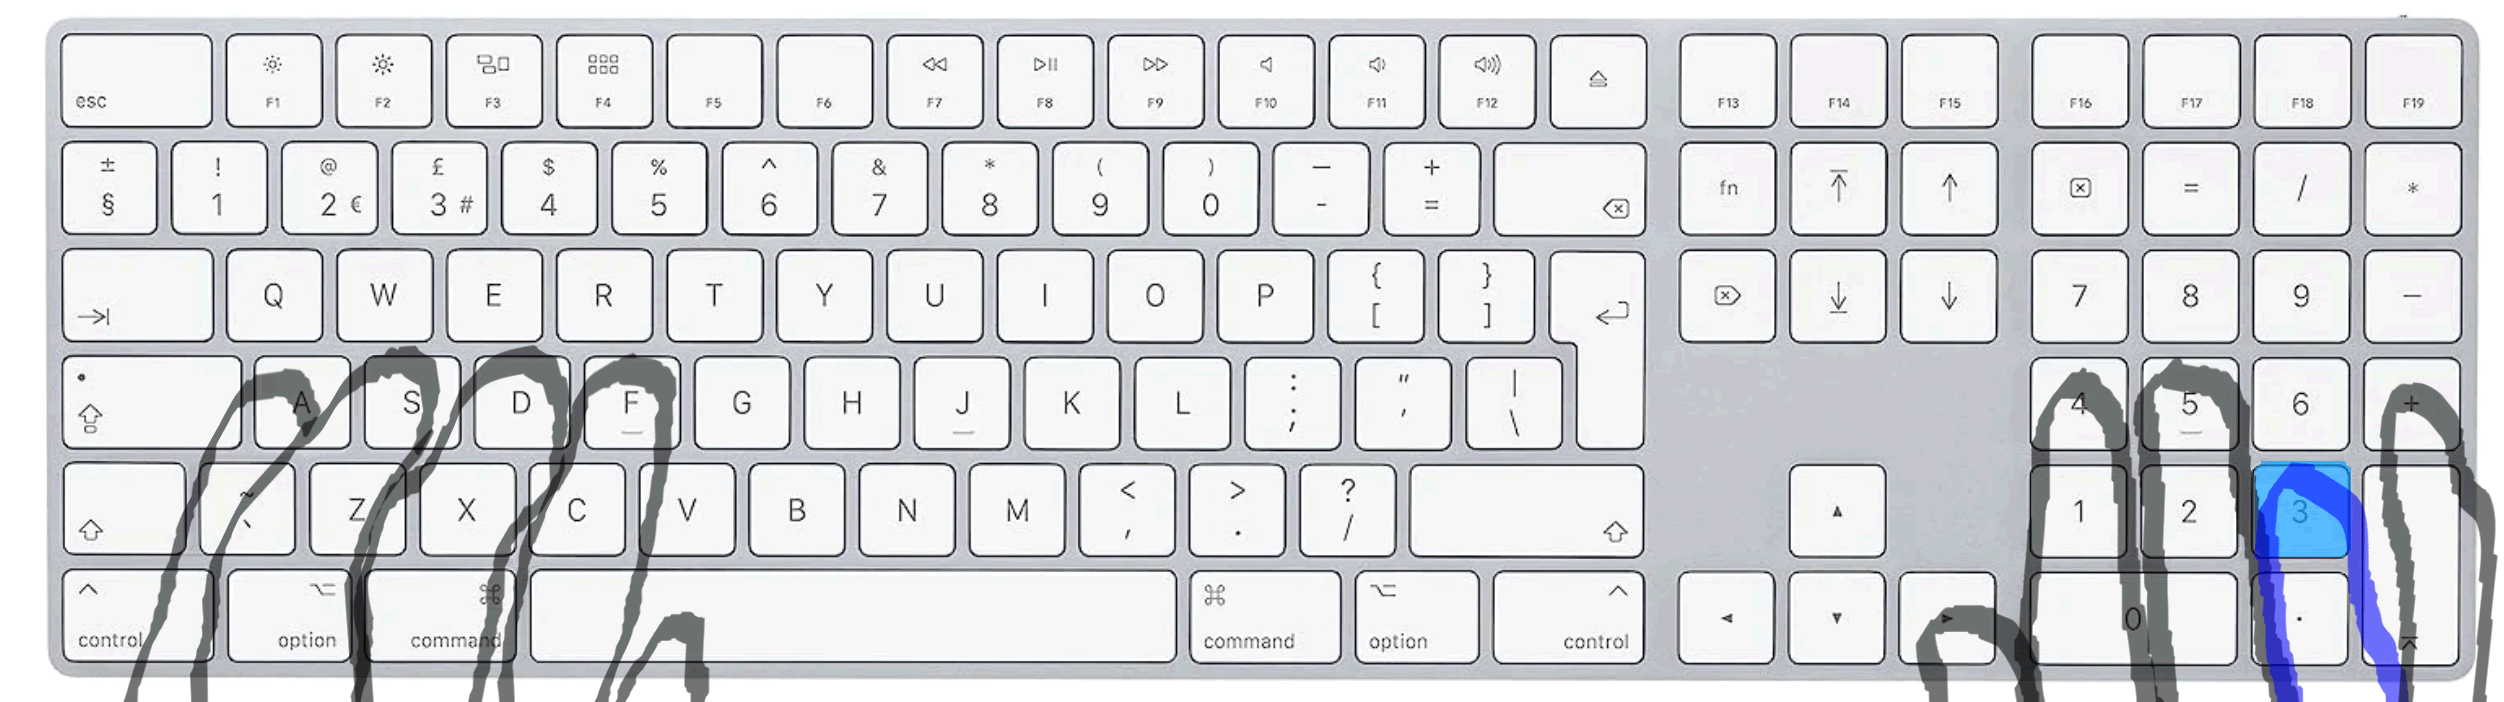 esc F1 F2 F3 F4 F5 F6 F7 F8 F9 F10 F11 F12 F13 F14 F15 F16 F17 F18 F19
± ! @ £ $ % ^ & * ( ) — +
§ 1 2 € 3 # 4 5 6 7 8 9 0 - = fn = / *
Q W E R T Y U I O P { [ } ] 7 8 9 —
A S D F G H J K L : ; " ' | \ 4 5 6 +
~ ` Z X C V B N M < , > . ? / 1 2 3
control option command command option control 0 .